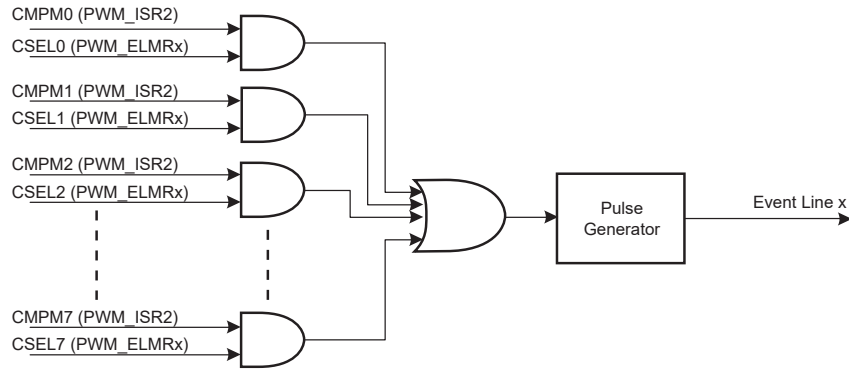 CMPM0 (PWM_ISR2)
CSEL0 (PWM_ELMRx)
CMPM1 (PWM_ISR2)
CSEL1 (PWM_ELMRx)
CMPM2 (PWM_ISR2)
CSEL2 (PWM_ELMRx)
CMPM7 (PWM_ISR2)
CSEL7 (PWM_ELMRx)
Pulse
Generator
Event Line x